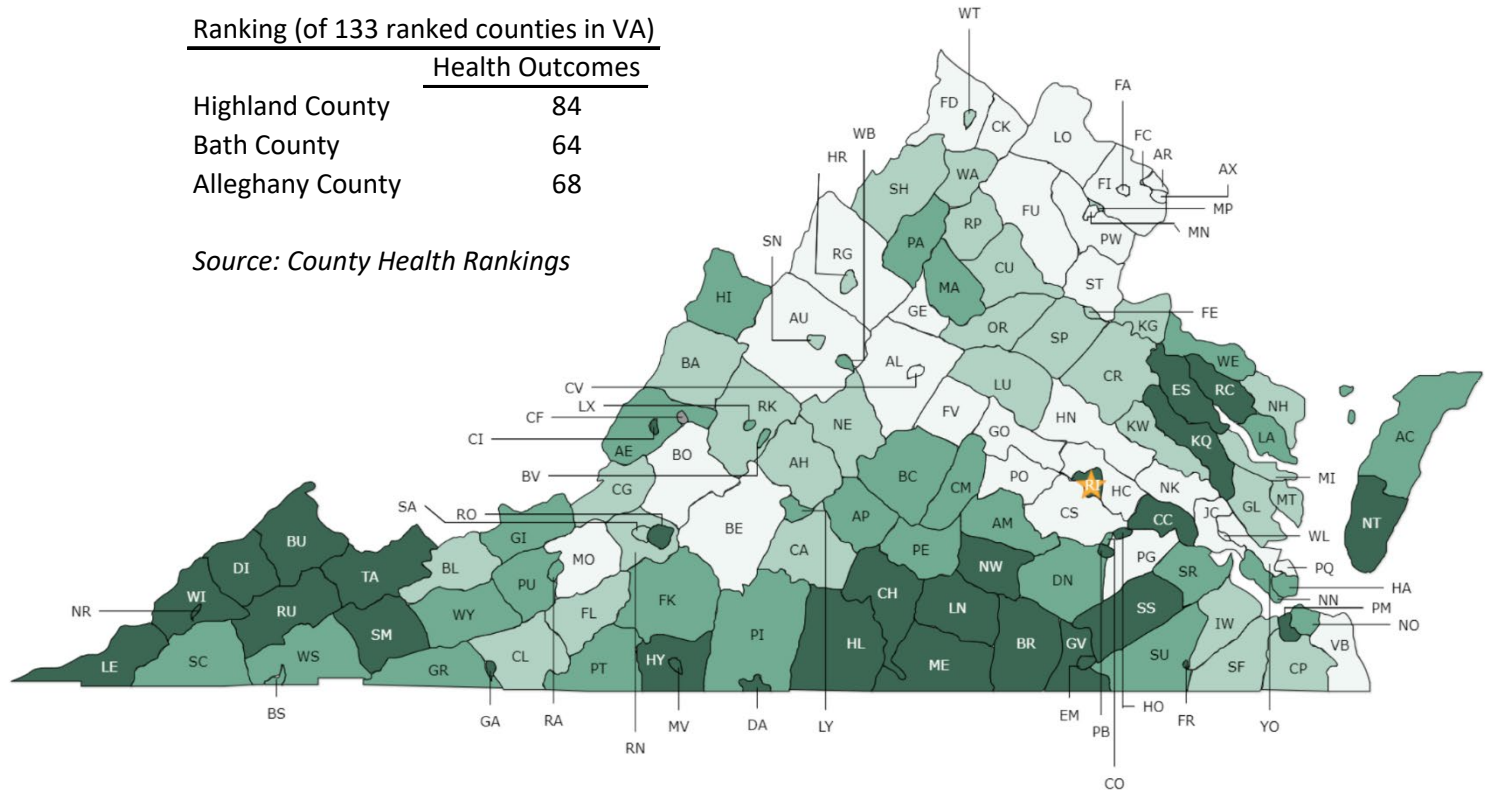 Ranking (of 133 ranked counties in VA)
Health Outcomes
Highland County 84
Bath County 64
Alleghany County 68
Source: County Health Rankings
WT
FD
CK
LO
FA
FC
AR
AX
WB
HR
SH
WA
FI
MP
MN
FU
PW
RP
PA
SN
RG
CU
ST
MA
HI
GE
FE
AU
OR
SP
KG
WE
BA
AL
CR
ES
RC
NH
CV
LU
LX
RK
CF
CI
FV
HN
KW
LA
AC
AE
NE
GO
KQ
BO
BV
AH
BC
PO
RI
HC
NK
MI
CG
CM
CS
GL
MT
SA
RO
BE
AP
AM
CC
JC
WL
NT
BU
GI
MO
CA
PE
PG
PQ
DI
TA
BL
PU
NW
DN
SR
HA
WI
NR
RU
WY
FL
FK
PI
CH
LN
SS
NN
PM
NO
SM
IW
LE
SC
WS
GR
CL
PT
HY
HL
ME
BR
GV
SU
SF
CP
VB
BS
GA
RA
RN
MV
DA
LY
EM
PB
HO
FR
YO
CO